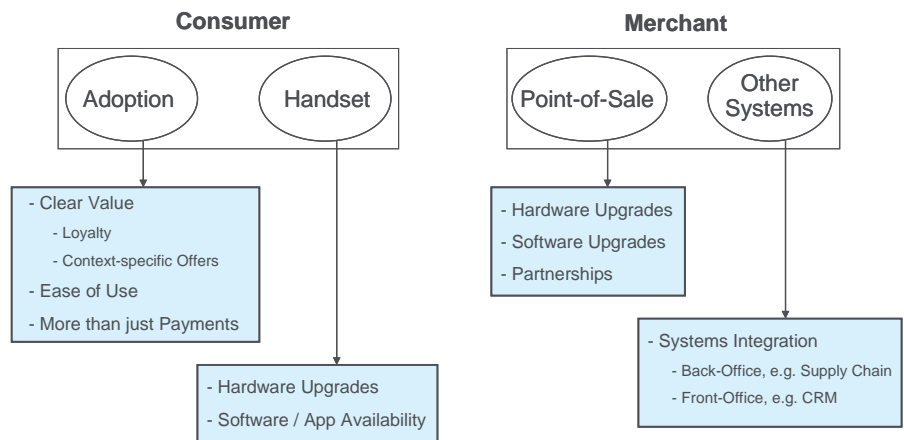 Consumer
Adoption
Handset
- Clear Value
- Loyalty
- Context-specific Offers
- Ease of Use
- More than just Payments
- Hardware Upgrades
- Software / App Availability
Merchant
Point-of-Sale
Other
Systems
- Hardware Upgrades
- Software Upgrades
- Partnerships
- Systems Integration
- Back-Office, e.g. Supply Chain
- Front-Office, e.g. CRM